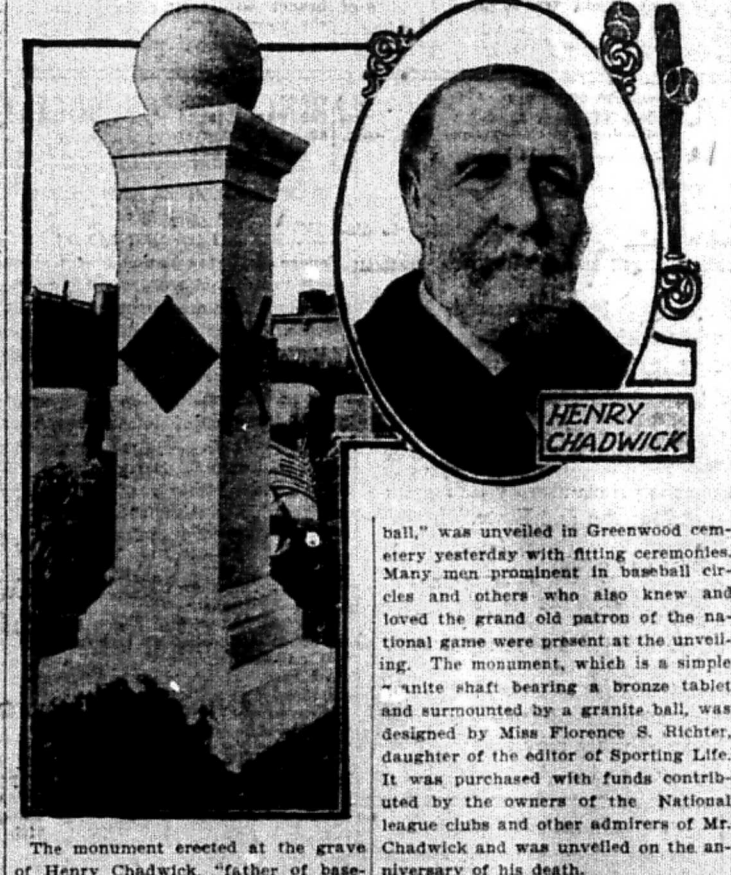 HENRY
CHADWICK
The monument erected at the grave
of Henry Chadwick, "father of base-
ball," was unveiled in Greenwood cem-
etery yesterday with fitting ceremonies.
Many men prominent in baseball cir-
cles and others who also knew and
loved the grand old patron of the na-
tional game were present at the unveil-
ing. The monument, which is a simple
shaft bearing a bronze tablet
and surmounted by a granite ball, was
designed by Miss Florence S. Richter,
daughter of the editor of Sporting Life.
It was purchased with funds contrib-
uted by the owners of the National
league clubs and other admirers of Mr.
Chadwick and was unveiled on the an-
niversary of his death.